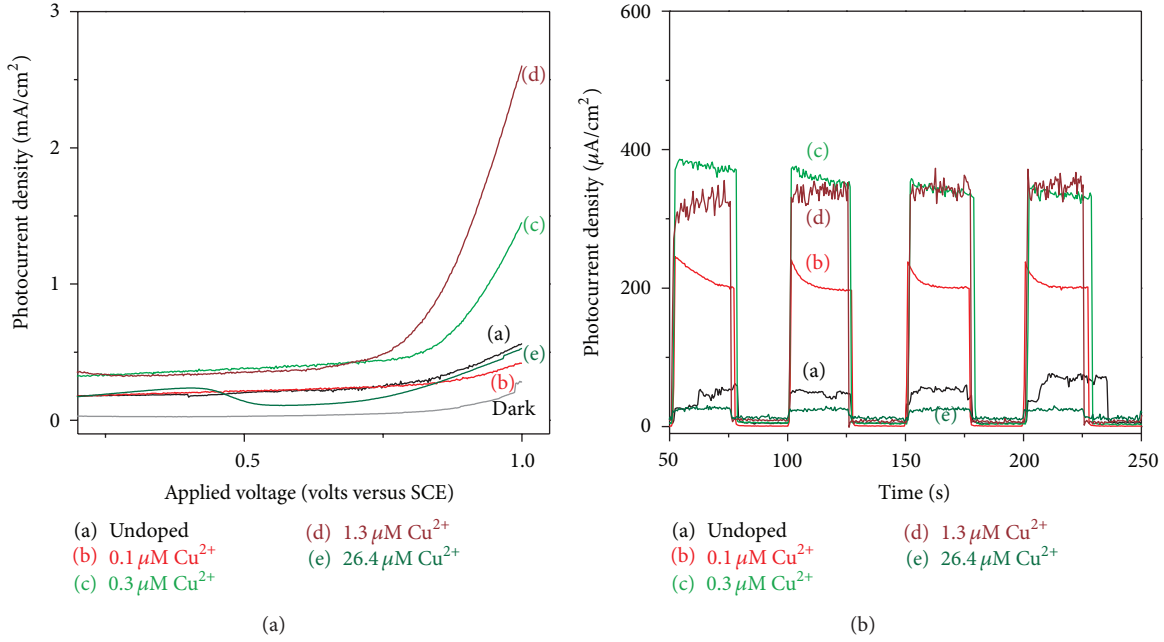 3
2
1
0
0.5
1.0
Photocurrent density (mA/cm²)
Applied voltage (volts versus SCE)
(d)
(c)
(a)
(e)
(b)
Dark
(a) Undoped
(b) 0.1 μM Cu²⁺
(c) 0.3 μM Cu²⁺
(d) 1.3 μM Cu²⁺
(e) 26.4 μM Cu²⁺
(a)
600
400
200
0
50
100
150
200
250
Photocurrent density (μA/cm²)
Time (s)
(c)
(d)
(b)
(a)
(e)
(a) Undoped
(b) 0.1 μM Cu²⁺
(c) 0.3 μM Cu²⁺
(d) 1.3 μM Cu²⁺
(e) 26.4 μM Cu²⁺
(b)